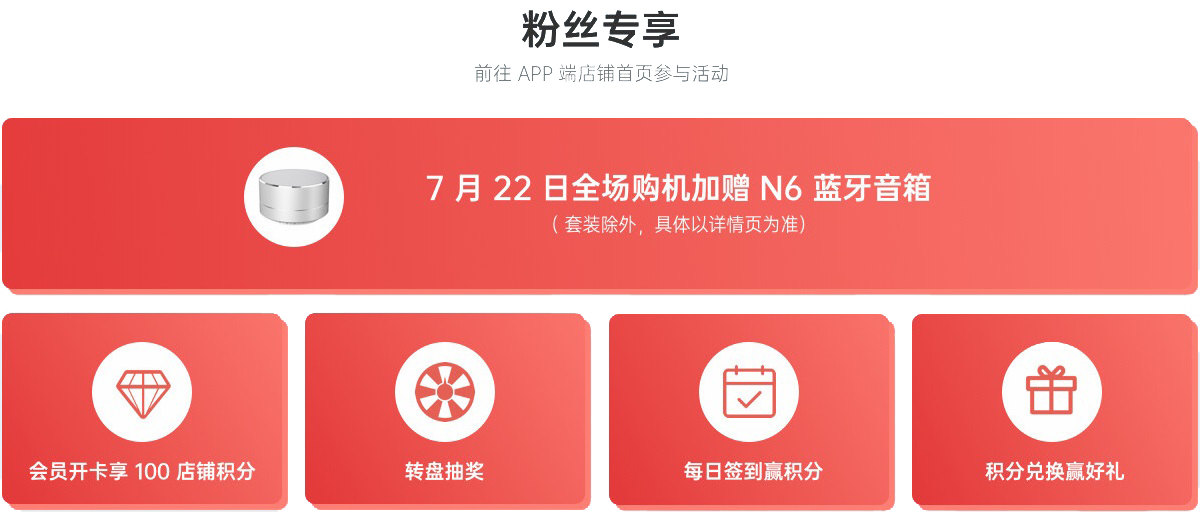 粉丝专享
前往 APP 端店铺首页参与活动
7 月 22 日全场购机加赠 N6 蓝牙音箱
（ 套装除外，具体以详情页为准）
会员开卡享 100 店铺积分
转盘抽奖
每日签到赢积分
积分兑换赢好礼